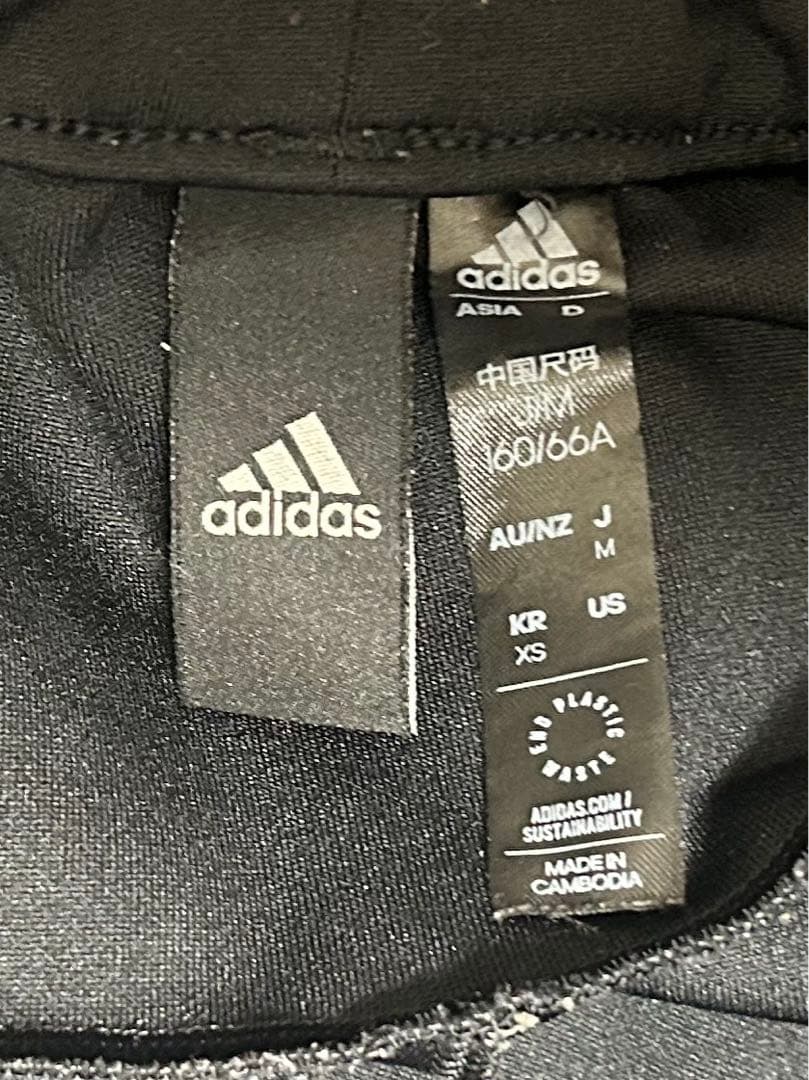 adidas
adidas
ASIA D
中国尺码
J/M
160/66A
AU/NZ J
M
KR US
XS
END PLASTIC WASTE
ADIDAS.COM/
SUSTAINABILITY
MADE IN
CAMBODIA